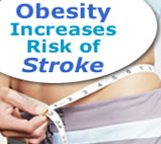 Obesity
Increases
Risk of
Stroke